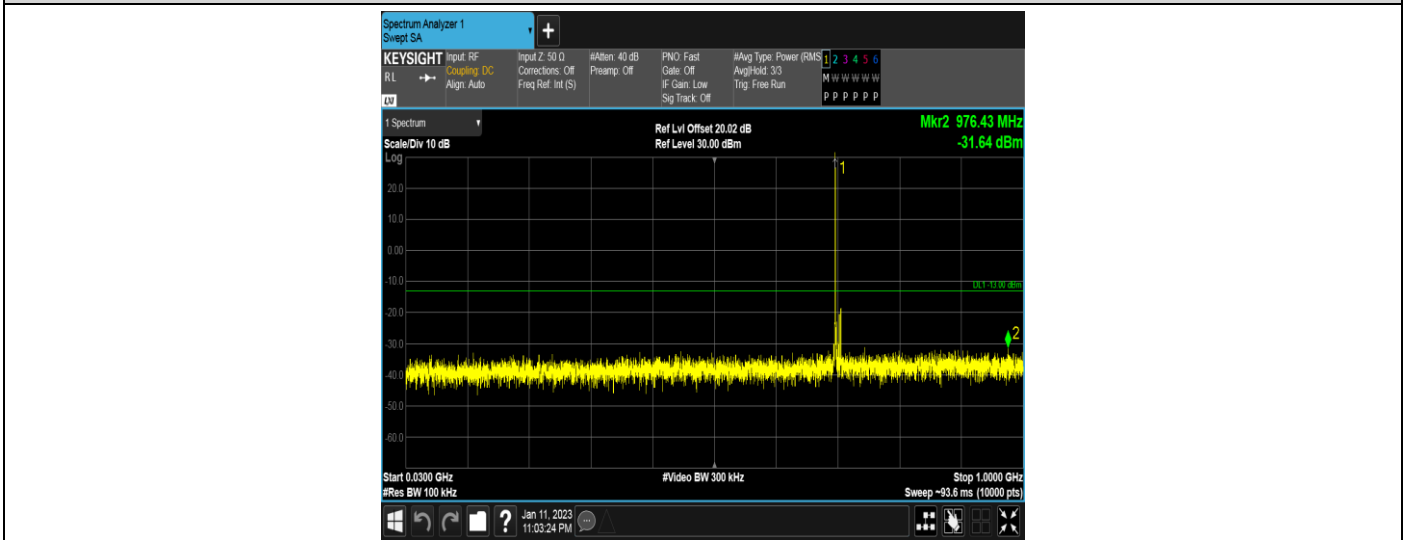 Spectrum Analyzer 1
Swept SA
+
KEYSIGHT
RL
LXI
Input: RF
Coupling: DC
Align: Auto
Input Z: 50 Ω
Corrections: Off
Freq Ref: Int (S)
#Atten: 40 dB
Preamp: Off
PNO: Fast
Gate: Off
IF Gain: Low
Sig Track: Off
#Avg Type: Power (RMS
Avg|Hold: 3/3
Trig: Free Run
1 2 3 4 5 6
M W W W W W
P P P P P P
1 Spectrum
Scale/Div 10 dB
Ref Lvl Offset 20.02 dB
Ref Level 30.00 dBm
Mkr2 976.43 MHz
-31.64 dBm
Log
1
20.0
10.0
0.00
-10.0
DL1 -13.00 dBm
-20.0
2
-30.0
-40.0
-50.0
-60.0
Start 0.0300 GHz
#Video BW 300 kHz
Stop 1.0000 GHz
#Res BW 100 kHz
Sweep ~93.6 ms (10000 pts)
?
Jan 11, 2023
11:03:24 PM